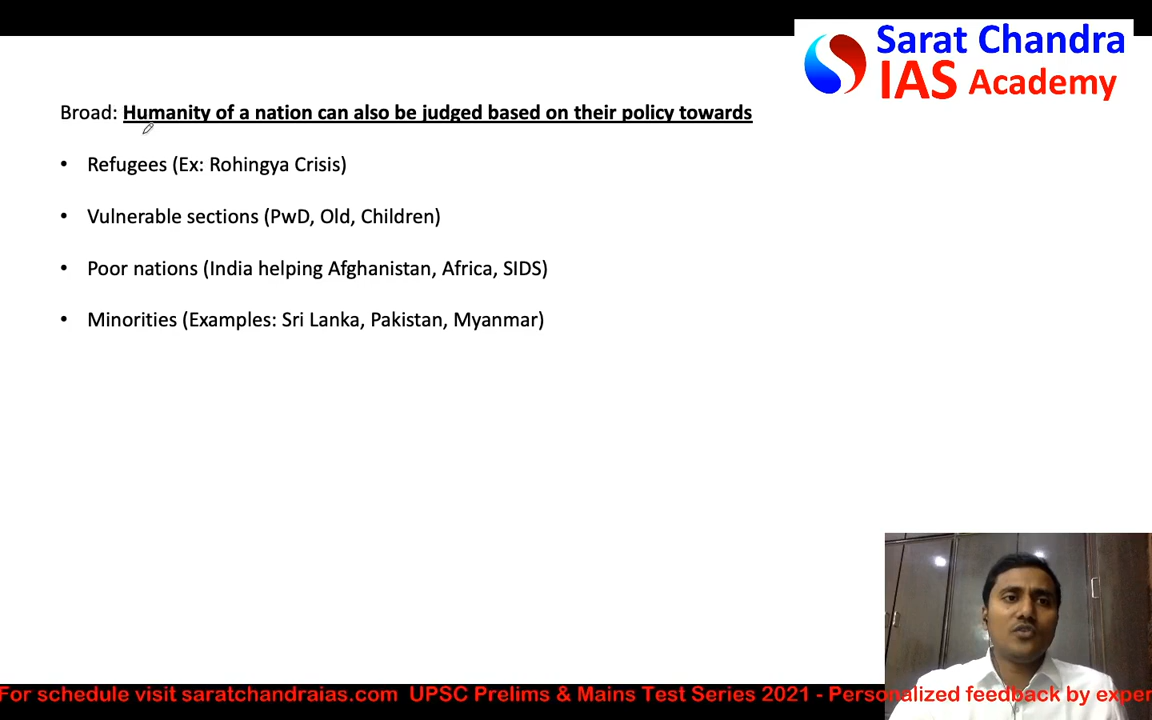 Sarat Chandra
IAS Academy
Broad: Humanity of a nation can also be judged based on their policy towards
• Refugees (Ex: Rohingya Crisis)
• Vulnerable sections (PwD, Old, Children)
• Poor nations (India helping Afghanistan, Africa, SIDS)
• Minorities (Examples: Sri Lanka, Pakistan, Myanmar)
For schedule visit saratchandraias.com UPSC Prelims & Mains Test Series 2021 - Personalized feedback by exper